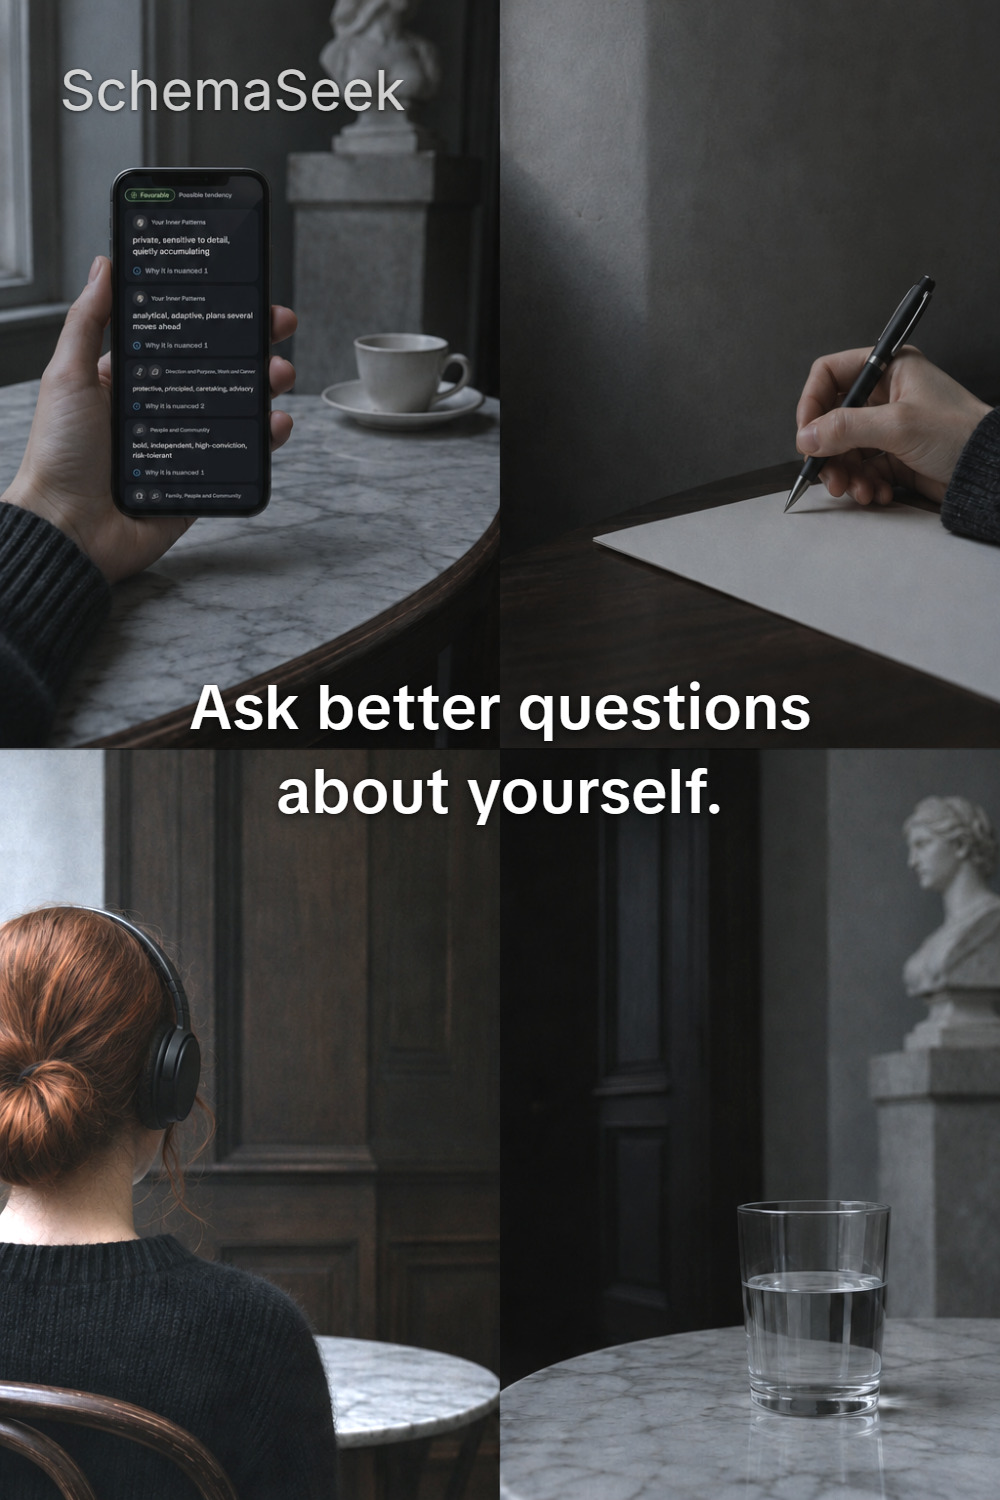 SchemaSeek
Favorable Possible tendency
Your Inner Patterns
private, sensitive to detail,
quietly accumulating
Why it is nuanced 1
Your Inner Patterns
analytical, adaptive, plans several
moves ahead
Why it is nuanced 1
Direction and Purpose, Work and Career
protective, principled, caretaking, advisory
Why it is nuanced 2
People and Community
bold, independent, high-conviction,
risk-tolerant
Why it is nuanced 1
Family, People and Community
Ask better questions
about yourself.